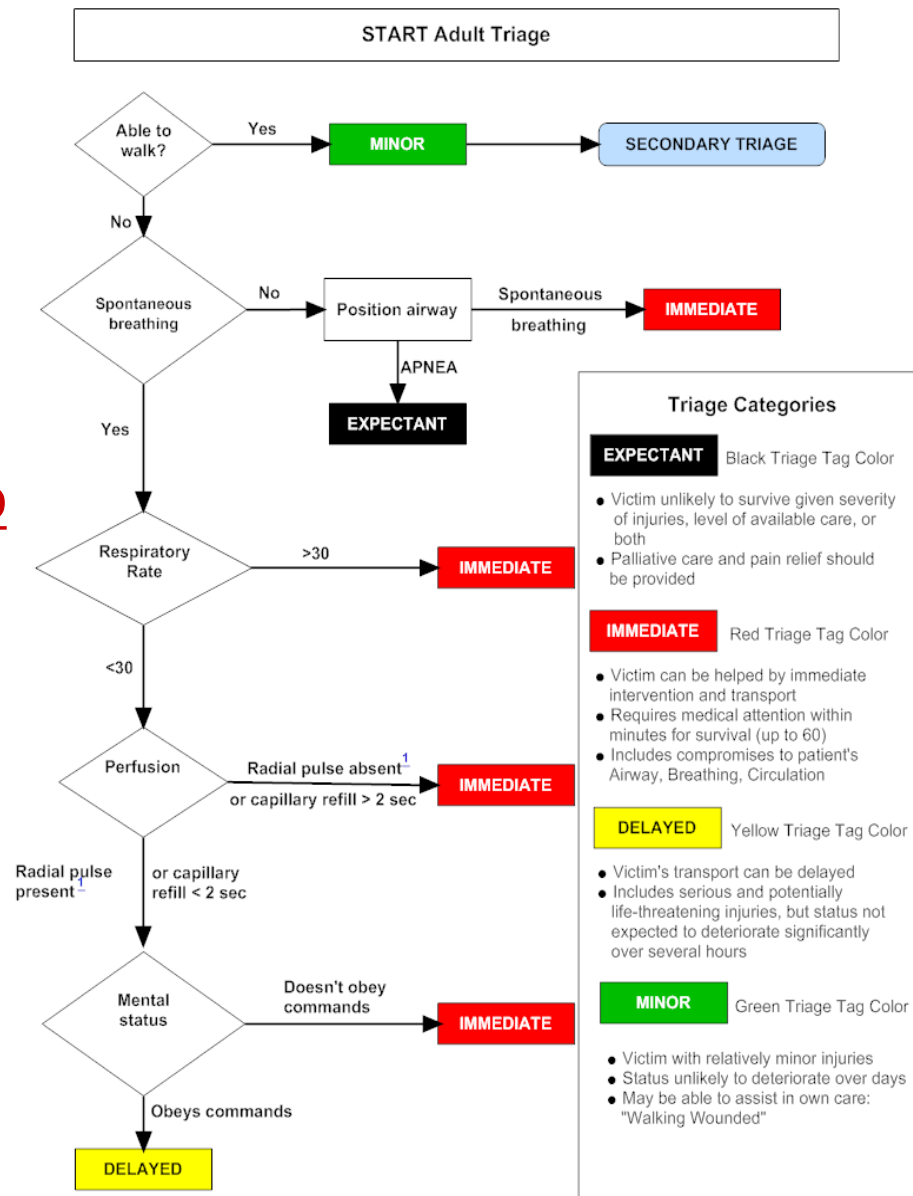 START Adult Triage
Able to
walk?
Yes
MINOR
SECONDARY TRIAGE
No
Spontaneous
breathing
No
Position airway
Spontaneous
breathing
IMMEDIATE
APNEA
EXPECTANT
Yes
Respiratory
Rate
>30
IMMEDIATE
<30
Perfusion
Radial pulse absent1
or capillary refill > 2 sec
IMMEDIATE
Radial pulse
present1
or capillary
refill < 2 sec
Mental
status
Doesn't obey
commands
IMMEDIATE
Obeys commands
DELAYED
Triage Categories
EXPECTANT Black Triage Tag Color
● Victim unlikely to survive given severity
of injuries, level of available care, or
both
● Palliative care and pain relief should
be provided
IMMEDIATE Red Triage Tag Color
● Victim can be helped by immediate
intervention and transport
● Requires medical attention within
minutes for survival (up to 60)
● Includes compromises to patient's
Airway, Breathing, Circulation
DELAYED Yellow Triage Tag Color
● Victim's transport can be delayed
● Includes serious and potentially
life-threatening injuries, but status not
expected to deteriorate significantly
over several hours
MINOR Green Triage Tag Color
● Victim with relatively minor injuries
● Status unlikely to deteriorate over days
● May be able to assist in own care:
"Walking Wounded"